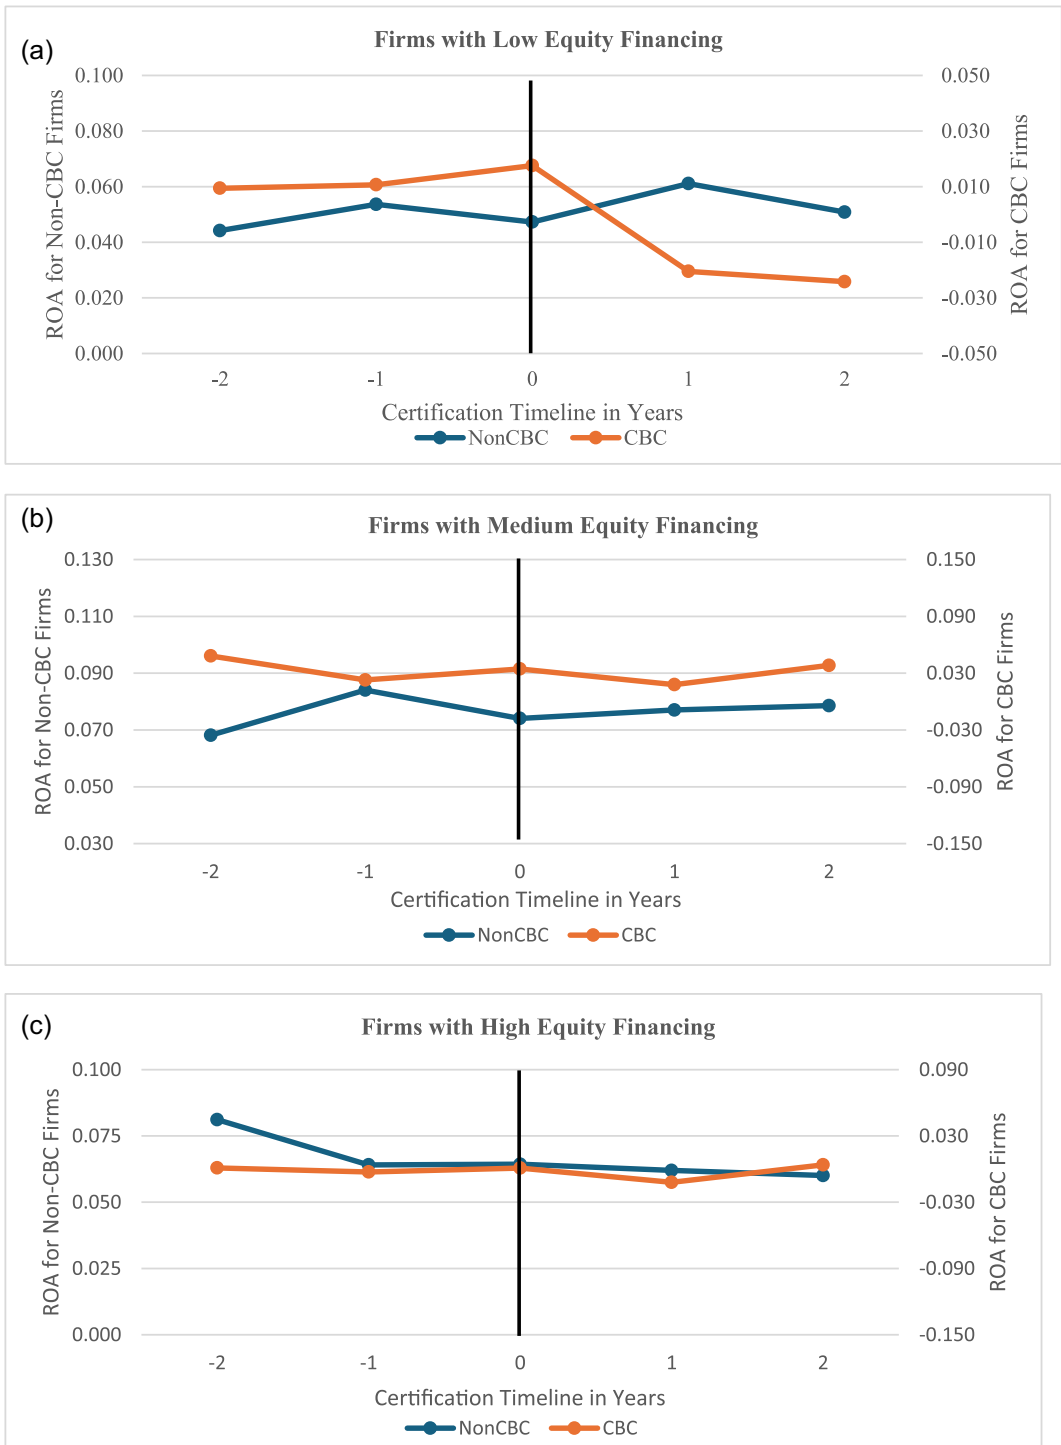 (a)
Firms with Low Equity Financing
ROA for Non-CBC Firms
0.100
0.080
0.060
0.040
0.020
0.000
0.050
0.030
0.010
-0.010
-0.030
-0.050
ROA for CBC Firms
-2 -1 0 1 2
Certification Timeline in Years
NonCBC CBC
(b)
Firms with Medium Equity Financing
ROA for Non-CBC Firms
0.130
0.110
0.090
0.070
0.050
0.030
0.150
0.090
0.030
-0.030
-0.090
-0.150
ROA for CBC Firms
-2 -1 0 1 2
Certification Timeline in Years
NonCBC CBC
(c)
Firms with High Equity Financing
ROA for Non-CBC Firms
0.100
0.075
0.050
0.025
0.000
0.090
0.030
-0.030
-0.090
-0.150
ROA for CBC Firms
-2 -1 0 1 2
Certification Timeline in Years
NonCBC CBC